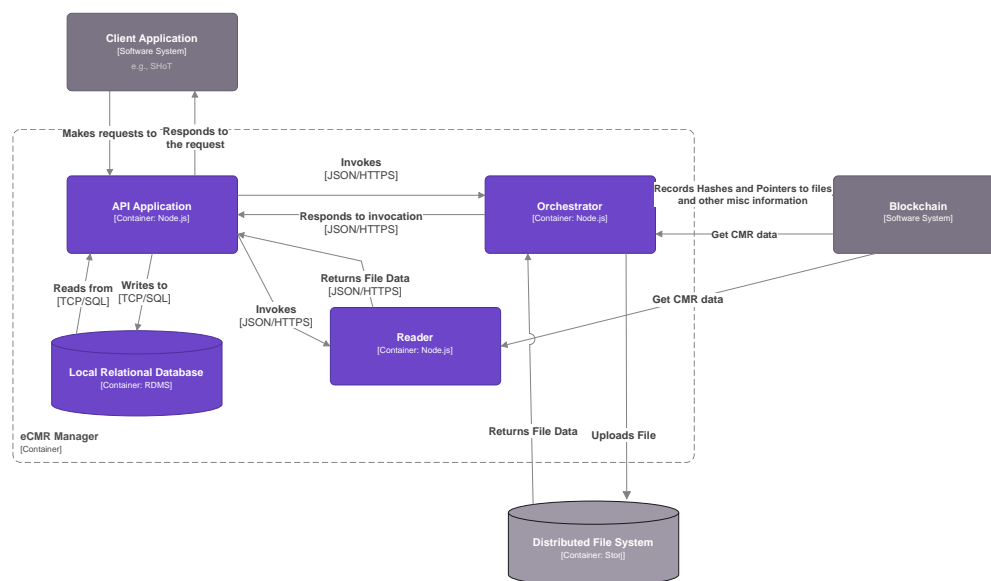 Client Application
[Software System]
e.g., SHoT
Makes requests to
Responds to
the request
Invokes
[JSON/HTTPS]
API Application
[Container: Node.js]
Orchestrator
[Container: Node.js]
Records Hashes and Pointers to files
and other misc information
Blockchain
[Software System]
Responds to invocation
[JSON/HTTPS]
Get CMR data
Reads from
[TCP/SQL]
Writes to
[TCP/SQL]
Returns File Data
[JSON/HTTPS]
Invokes
[JSON/HTTPS]
Get CMR data
Reader
[Container: Node.js]
Local Relational Database
[Container: RDMS]
eCMR Manager
[Container]
Returns File Data
Uploads File
Distributed File System
[Container: Storj]